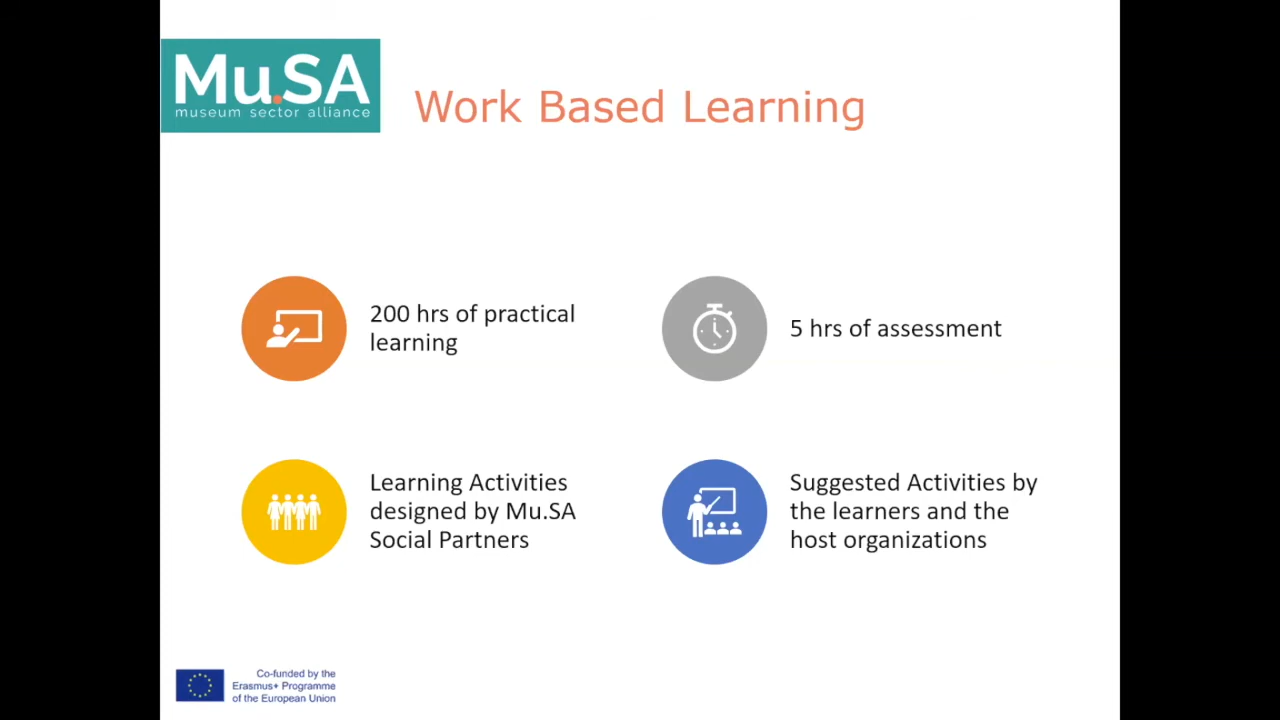 Mu.SA
museum sector alliance
Work Based Learning
200 hrs of practical
learning
5 hrs of assessment
Learning Activities
designed by Mu.SA
Social Partners
Suggested Activities by
the learners and the
host organizations
Co-funded by the
Erasmus+ Programme
of the European Union